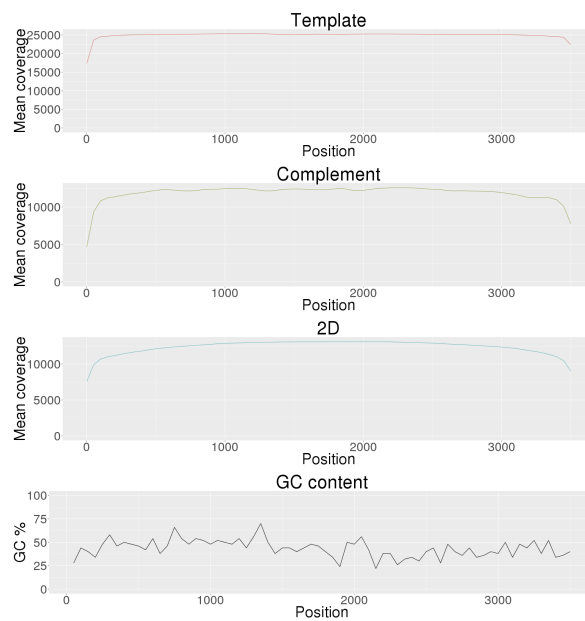 Template
Mean coverage
25000
20000
15000
10000
5000
0
0 1000 2000 3000
Position
Complement
Mean coverage
10000
5000
0
0 1000 2000 3000
Position
2D
Mean coverage
10000
5000
0
0 1000 2000 3000
Position
GC content
GC %
100
75
50
25
0
0 1000 2000 3000
Position